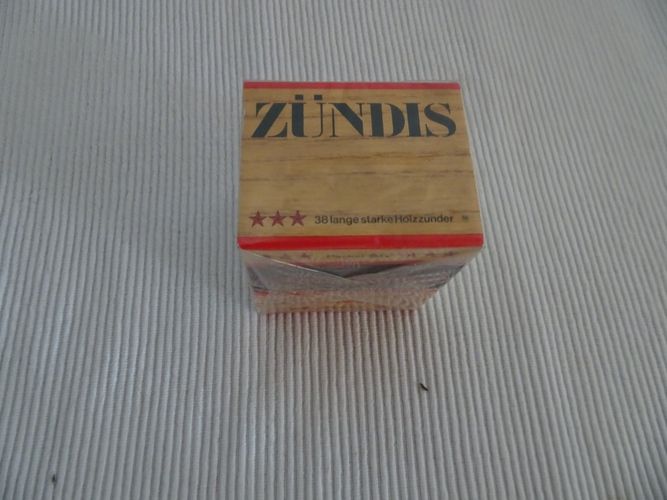 ZÜNDIS
38 lange starke Holzzünder